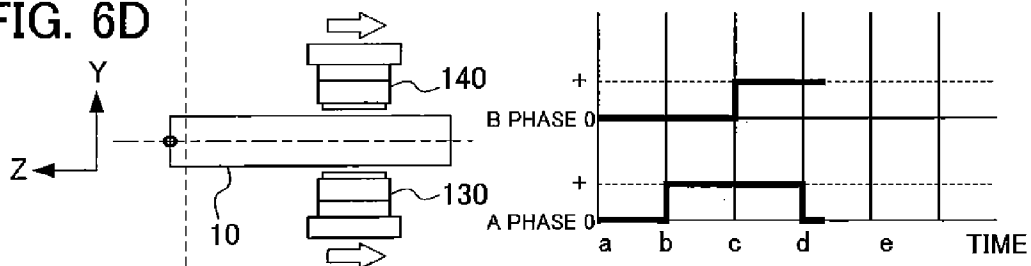 FIG. 6D
Y
Z
10
140
130
+
B PHASE 0
+
A PHASE 0
a b c d e TIME